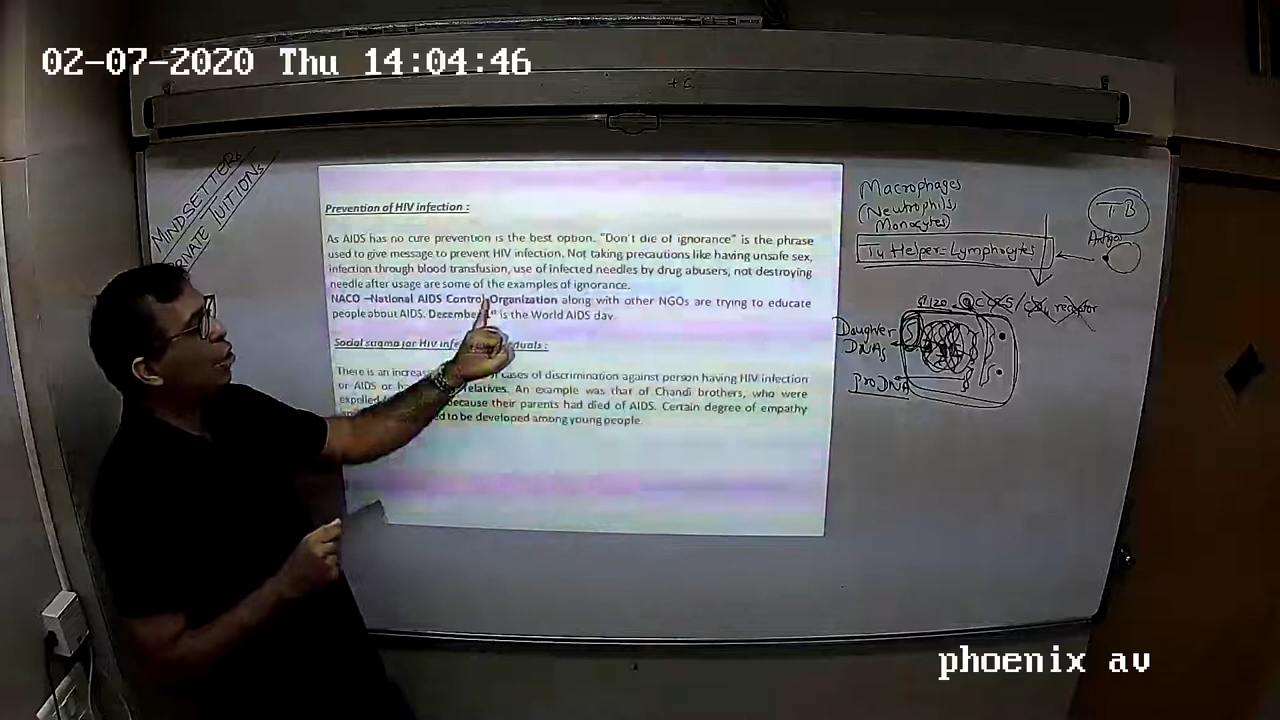 02-07-2020 Thu 14:04:46
+ C
MINDSETTERS
PRIVATE TUITIONS
Prevention of HIV infection :
As AIDS has no cure prevention is the best option. "Don't die of ignorance" is the phrase
used to give message to prevent HIV infection. Not taking precautions like having unsafe sex,
infection through blood transfusion, use of infected needles by drug abusers, not destroying
needle after usage are some of the examples of ignorance.
NACO –National AIDS Control Organization along with other NGOs are trying to educate
people about AIDS. December 1st is the World AIDS day.
Social stigma for HIV
There is an cases of discrimination against person having HIV infection
or AIDS or relatives. An example was that of Chandi brothers, who were
expelled because their parents had died of AIDS. Certain degree of empathy
to be developed among young people.
Macrophages
(Neutrophils,
Monocytes)
T4 Helper=Lymphocytes
TB
receptor
Daughter
DNAs
ProDNA
phoenix av